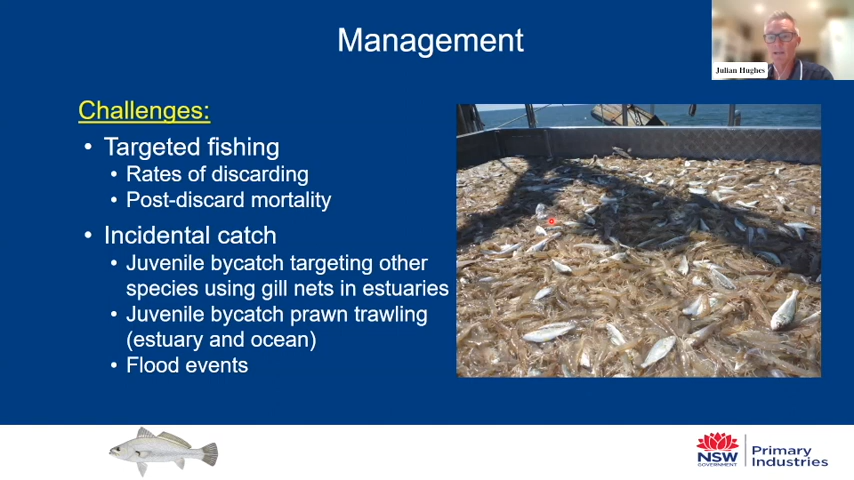 Management
Julian Hughes
Challenges:
• Targeted fishing
• Rates of discarding
• Post-discard mortality
• Incidental catch
• Juvenile bycatch targeting other
species using gill nets in estuaries
• Juvenile bycatch prawn trawling
(estuary and ocean)
• Flood events
NSW
GOVERNMENT
Primary
Industries